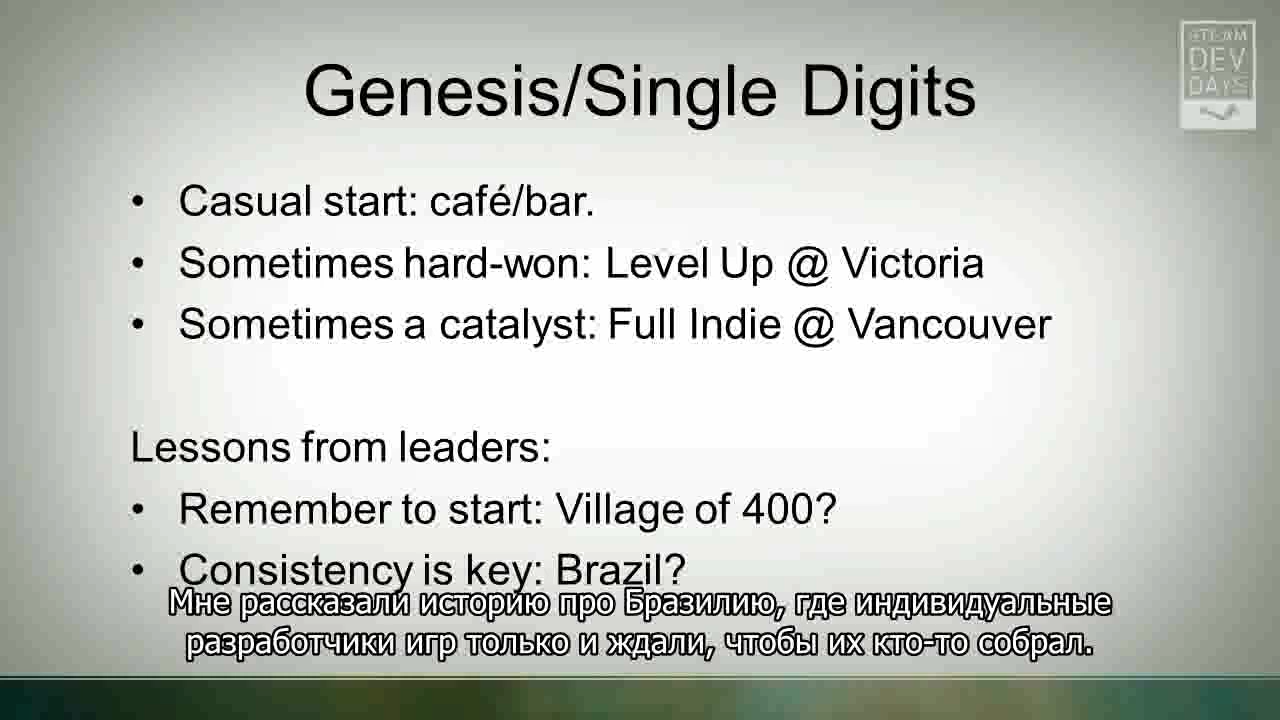 STEAM
DEV
DAYS
Genesis/Single Digits
• Casual start: café/bar.
• Sometimes hard-won: Level Up @ Victoria
• Sometimes a catalyst: Full Indie @ Vancouver
Lessons from leaders:
• Remember to start: Village of 400?
• Consistency is key: Brazil?
Мне рассказали историю про Бразилию, где индивидуальные
разработчики игр только и ждали, чтобы их кто-то собрал.